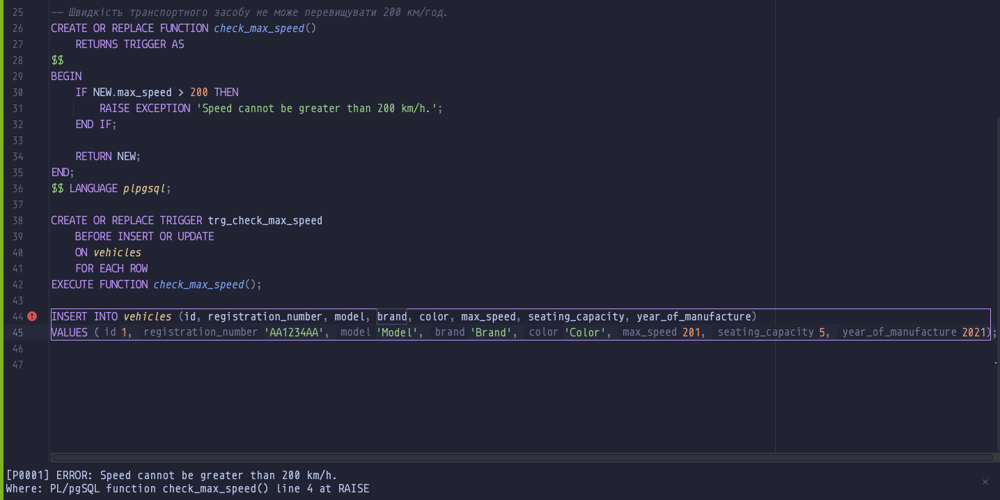 25 -- Швидкість транспортного засобу не може перевищувати 200 км/год.
26 CREATE OR REPLACE FUNCTION check_max_speed()
27     RETURNS TRIGGER AS
28 $$
29 BEGIN
30     IF NEW.max_speed > 200 THEN
31         RAISE EXCEPTION 'Speed cannot be greater than 200 km/h.';
32     END IF;
33
34     RETURN NEW;
35 END;
36 $$ LANGUAGE plpgsql;
37
38 CREATE OR REPLACE TRIGGER trg_check_max_speed
39     BEFORE INSERT OR UPDATE
40     ON vehicles
41     FOR EACH ROW
42 EXECUTE FUNCTION check_max_speed();
43
44 INSERT INTO vehicles (id, registration_number, model, brand, color, max_speed, seating_capacity, year_of_manufacture)
45 VALUES ( id 1, registration_number 'AA1234AA', model 'Model', brand 'Brand', color 'Color', max_speed 201, seating_capacity 5, year_of_manufacture 2021);
46
47
[P0001] ERROR: Speed cannot be greater than 200 km/h.
Where: PL/pgSQL function check_max_speed() line 4 at RAISE